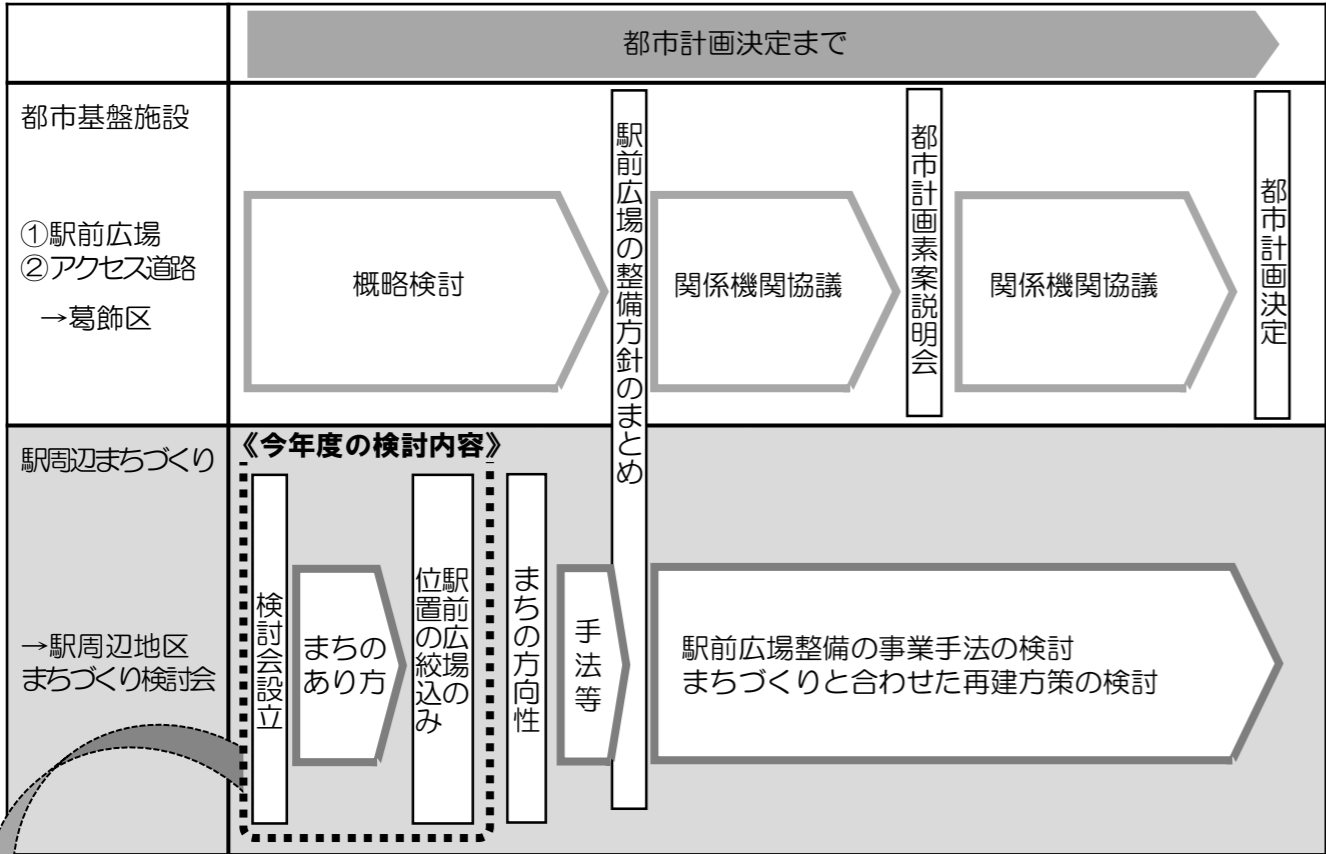 都市計画決定まで
都市基盤施設
①駅前広場
②アクセス道路
→葛飾区
概略検討
駅前広場の整備方針のまとめ
関係機関協議
都市計画素案説明会
関係機関協議
都市計画決定
駅周辺まちづくり
→駅周辺地区
まちづくり検討会
《今年度の検討内容》
検討会設立
まちの
あり方
駅前広場の
位置の絞込み
まちの方向性
手法等
駅前広場整備の事業手法の検討
まちづくりと合わせた再建方策の検討